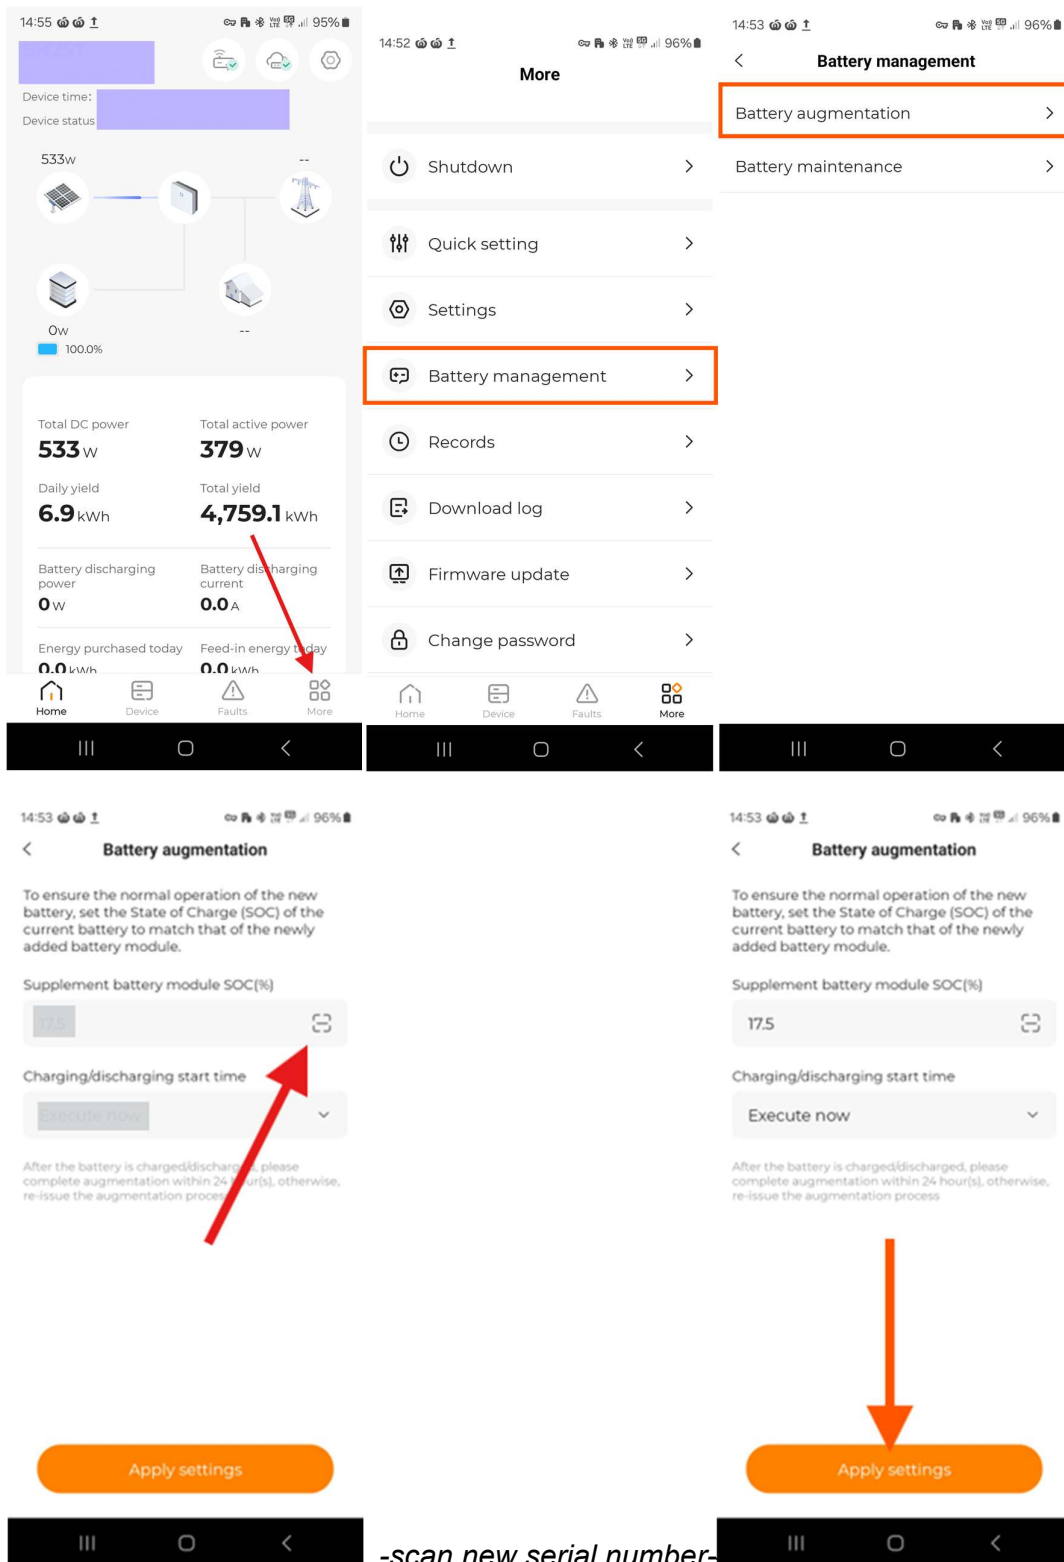 14:55 95%
Device time:
Device status
533W --
0W --
100.0%
Total DC power Total active power
533 W 379 W
Daily yield Total yield
6.9 kWh 4,759.1 kWh
Battery discharging power Battery discharging current
0 W 0.0 A
Energy purchased today Feed-in energy today
0.0 kWh 0.0 kWh
Home Device Faults More
14:52 96%
More
Shutdown
Quick setting
Settings
Battery management
Records
Download log
Firmware update
Change password
Home Device Faults More
14:53 96%
Battery management
Battery augmentation
Battery maintenance
14:53 96%
Battery augmentation
To ensure the normal operation of the new
battery, set the State of Charge (SOC) of the
current battery to match that of the newly
added battery module.
Supplement battery module SOC(%)
17.5
Charging/discharging start time
Execute now
After the battery is charged/discharged, please
complete augmentation within 24 hour(s), otherwise,
re-issue the augmentation process
Apply settings
-scan new serial number-
14:53 96%
Battery augmentation
To ensure the normal operation of the new
battery, set the State of Charge (SOC) of the
current battery to match that of the newly
added battery module.
Supplement battery module SOC(%)
17.5
Charging/discharging start time
Execute now
After the battery is charged/discharged, please
complete augmentation within 24 hour(s), otherwise,
re-issue the augmentation process
Apply settings